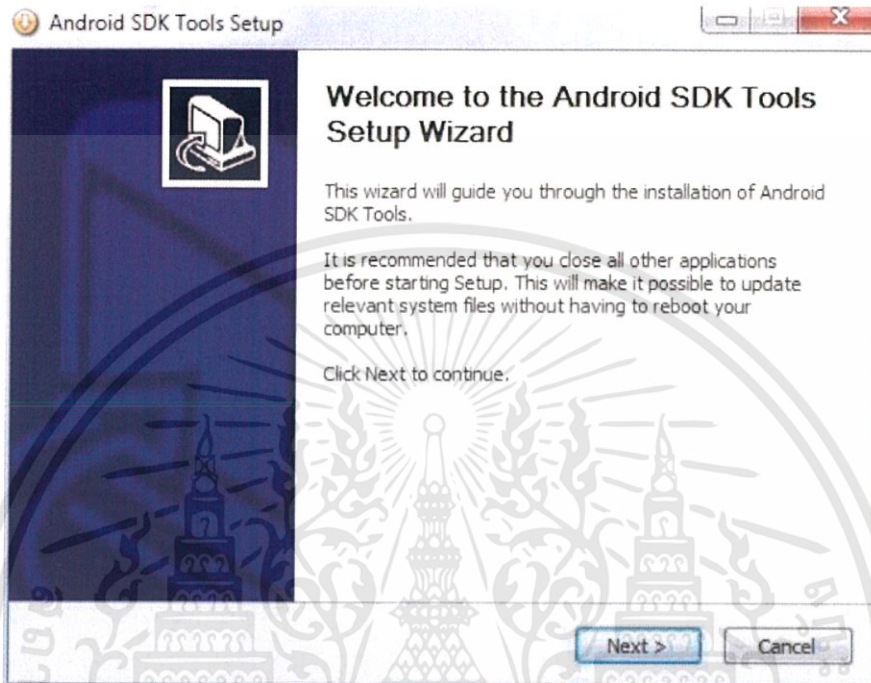 Android SDK Tools Setup
Welcome to the Android SDK Tools
Setup Wizard
This wizard will guide you through the installation of Android
SDK Tools.
It is recommended that you close all other applications
before starting Setup. This will make it possible to update
relevant system files without having to reboot your
computer.
Click Next to continue.
Next >
Cancel